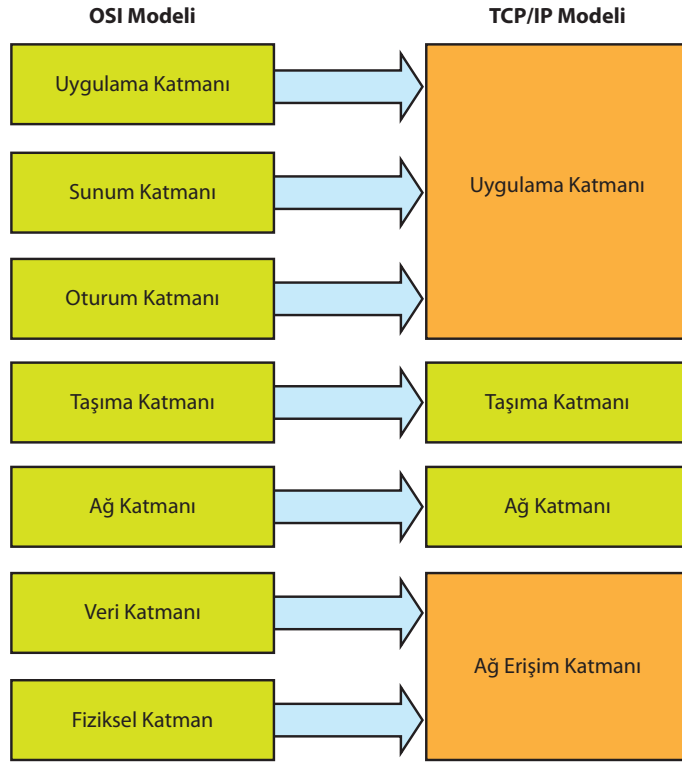 OSI Modeli
TCP/IP Modeli
Uygulama Katmanı
Sunum Katmanı
Uygulama Katmanı
Oturum Katmanı
Taşıma Katmanı
Taşıma Katmanı
Ağ Katmanı
Ağ Katmanı
Veri Katmanı
Ağ Erişim Katmanı
Fiziksel Katman